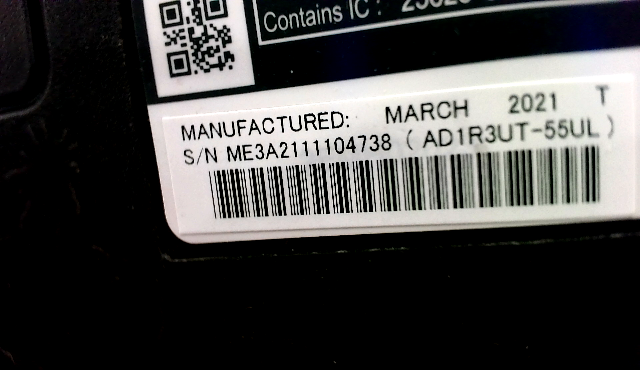 Contains IC :
MANUFACTURED: MARCH 2021 T
S/N ME3A2111104738 ( AD1R3UT-55UL )